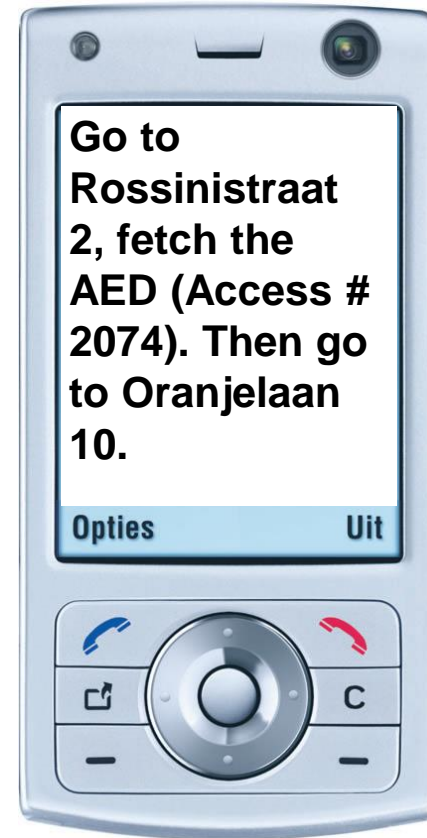 Go to
Rossinistraat
2, fetch the
AED (Access #
2074). Then go
to Oranjelaan
10.
Opties Uit
C